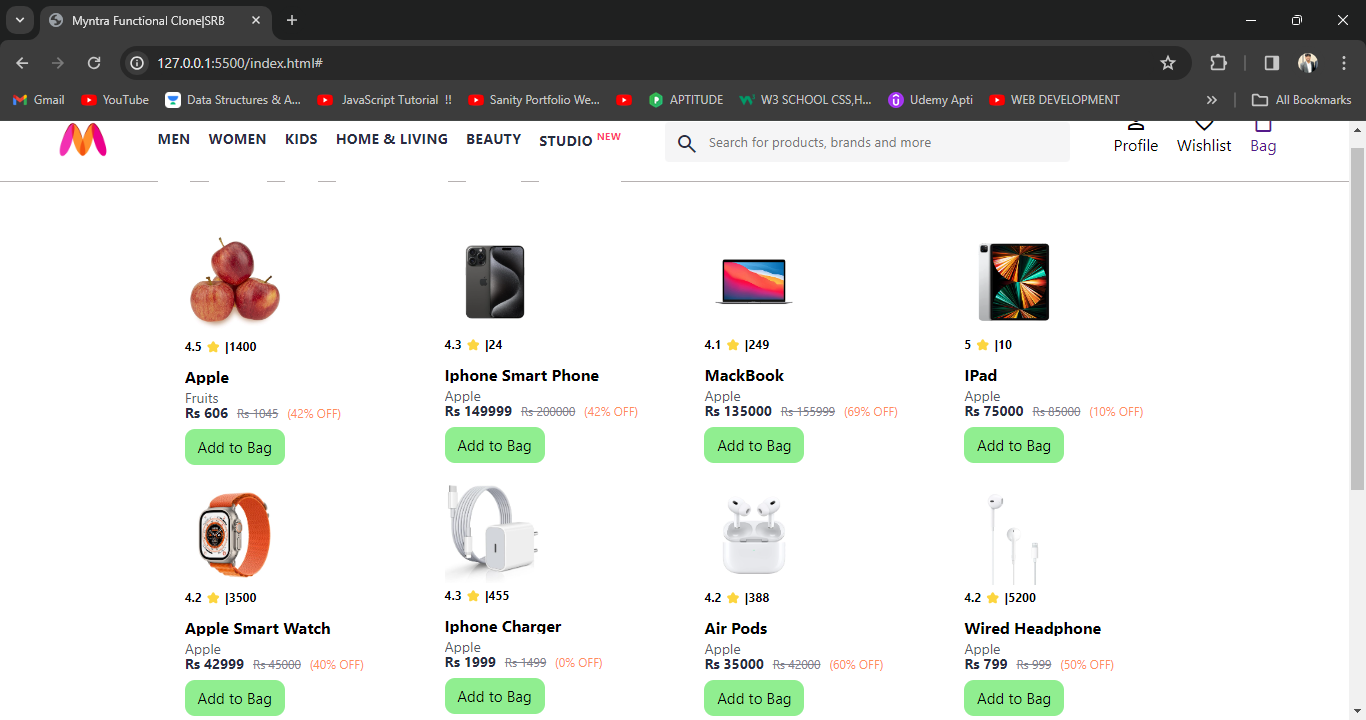 Myntra Functional Clone|SRB
127.0.0.1:5500/index.html#
Gmail YouTube Data Structures & A... JavaScript Tutorial !! Sanity Portfolio We... APTITUDE W3 SCHOOL CSS,H... Udemy Apti WEB DEVELOPMENT All Bookmarks
MEN WOMEN KIDS HOME & LIVING BEAUTY STUDIO NEW Search for products, brands and more Profile Wishlist Bag
4.5 ⭐ |1400
Apple
Fruits
Rs 606 Rs 1045 (42% OFF)
Add to Bag
4.3 ⭐ |24
Iphone Smart Phone
Apple
Rs 149999 Rs 200000 (42% OFF)
Add to Bag
4.1 ⭐ |249
MackBook
Apple
Rs 135000 Rs 155999 (69% OFF)
Add to Bag
5 ⭐ |10
IPad
Apple
Rs 75000 Rs 85000 (10% OFF)
Add to Bag
4.2 ⭐ |3500
Apple Smart Watch
Apple
Rs 42999 Rs 45000 (40% OFF)
Add to Bag
4.3 ⭐ |455
Iphone Charger
Apple
Rs 1999 Rs 1499 (0% OFF)
Add to Bag
4.2 ⭐ |388
Air Pods
Apple
Rs 35000 Rs 42000 (60% OFF)
Add to Bag
4.2 ⭐ |5200
Wired Headphone
Apple
Rs 799 Rs 999 (50% OFF)
Add to Bag